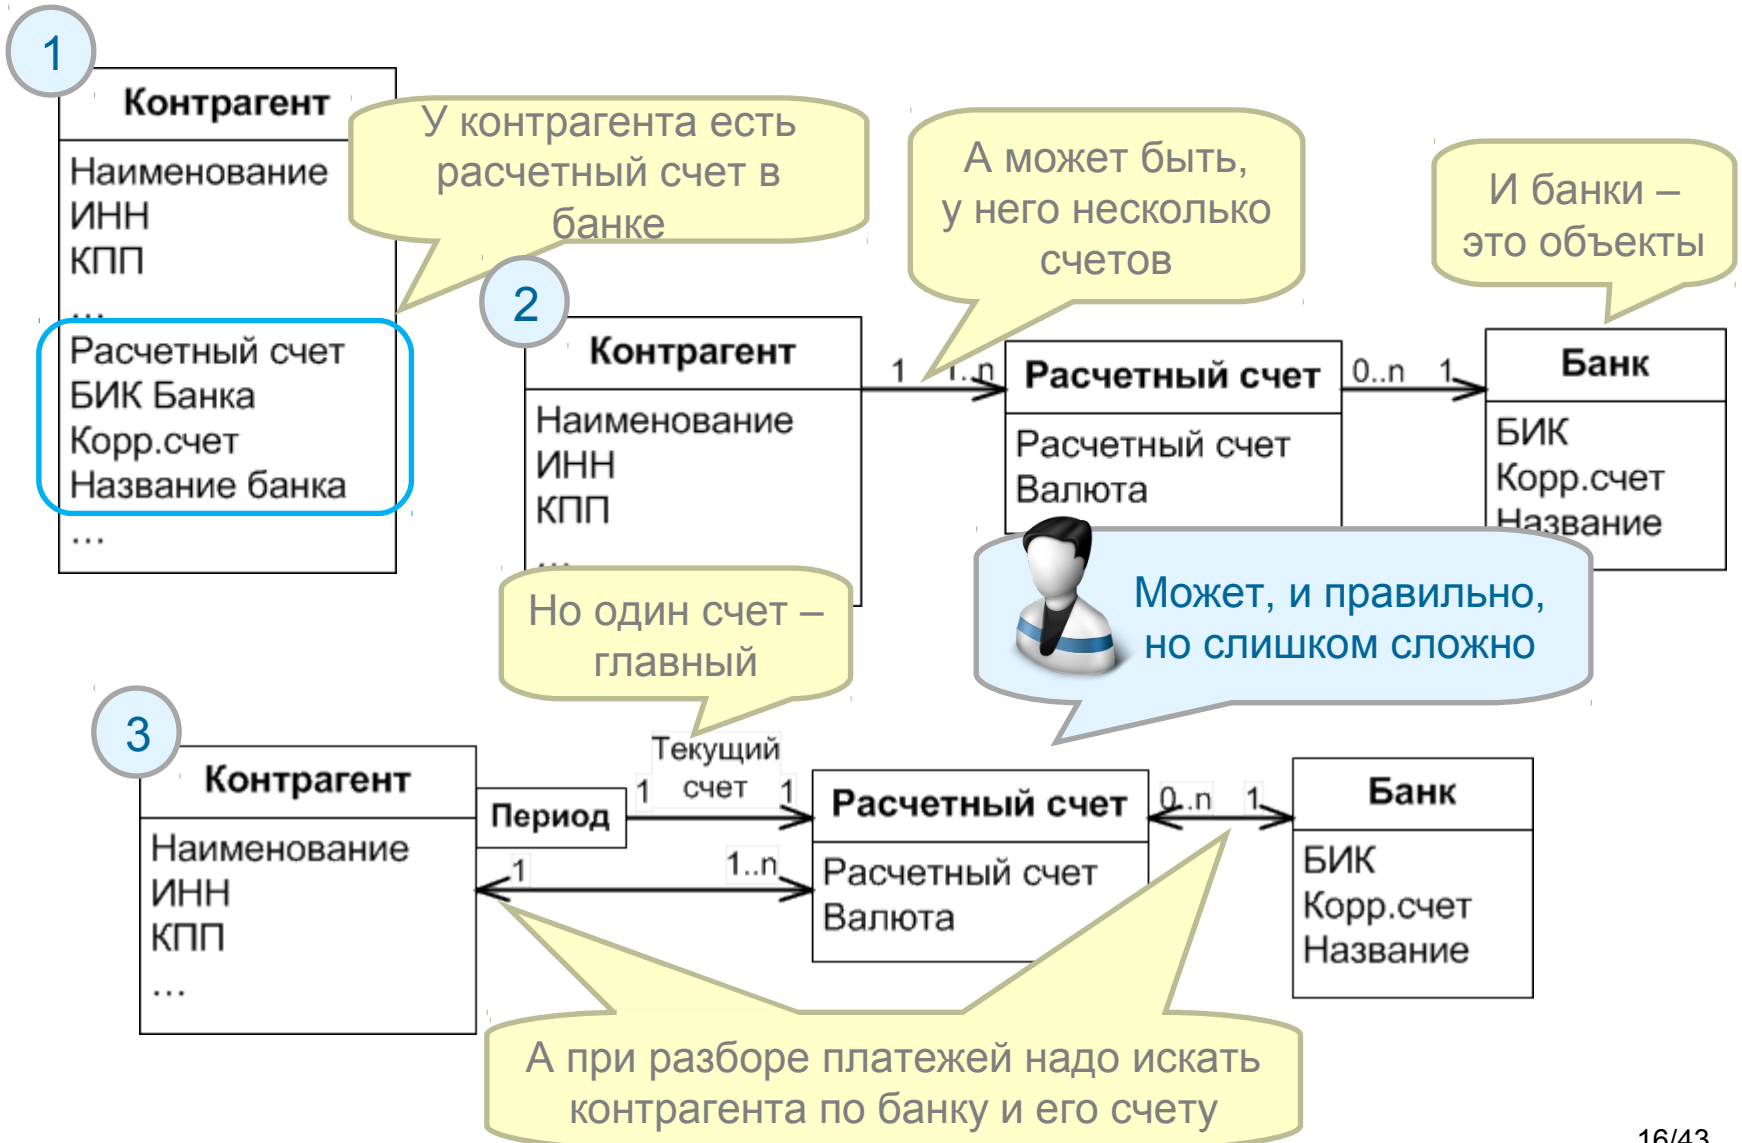 1
Контрагент
Наименование
ИНН
КПП
...
Расчетный счет
БИК Банка
Корр.счет
Название банка
...
У контрагента есть
расчетный счет в
банке
А может быть,
у него несколько
счетов
И банки –
это объекты
2
Контрагент
Наименование
ИНН
КПП
...
1 1..n
Расчетный счет
Расчетный счет
Валюта
0..n 1
Банк
БИК
Корр.счет
Название
Может, и правильно,
но слишком сложно
Но один счет –
главный
3
Контрагент
Наименование
ИНН
КПП
...
Период
Текущий
1 счет 1
1 1..n
Расчетный счет
Расчетный счет
Валюта
0..n 1
Банк
БИК
Корр.счет
Название
А при разборе платежей надо искать
контрагента по банку и его счету
16/43